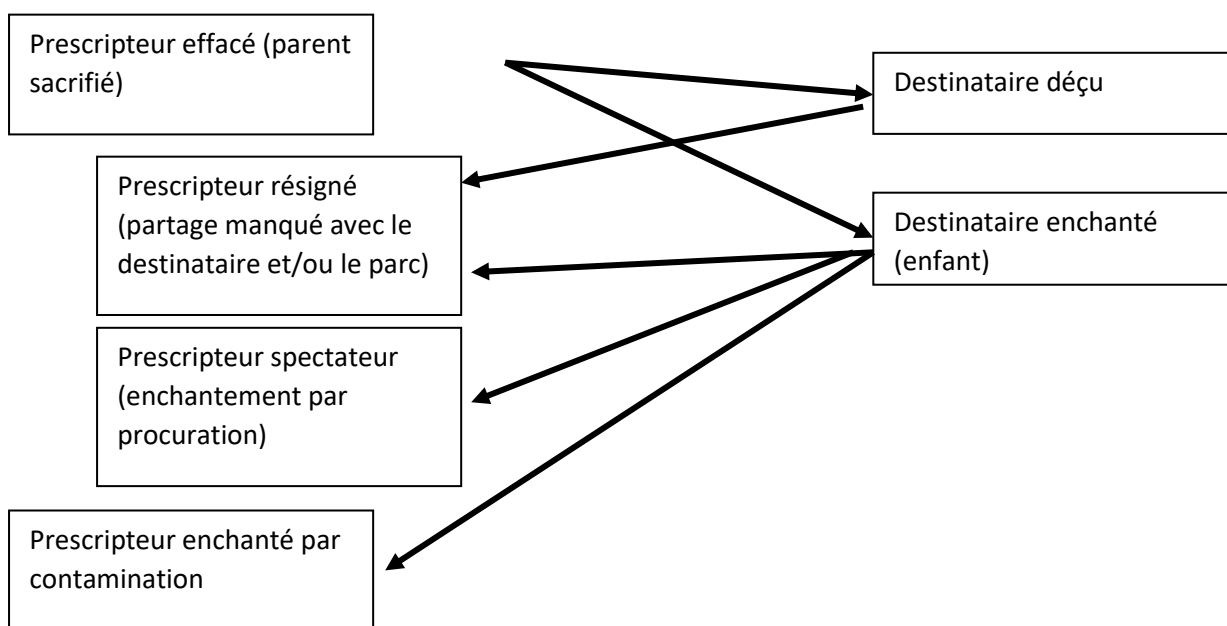 Prescripteur effacé (parent
sacrifié)
Destinataire déçu
Prescripteur résigné
(partage manqué avec le
destinataire et/ou le parc)
Destinataire enchanté
(enfant)
Prescripteur spectateur
(enchantement par
procuration)
Prescripteur enchanté par
contamination